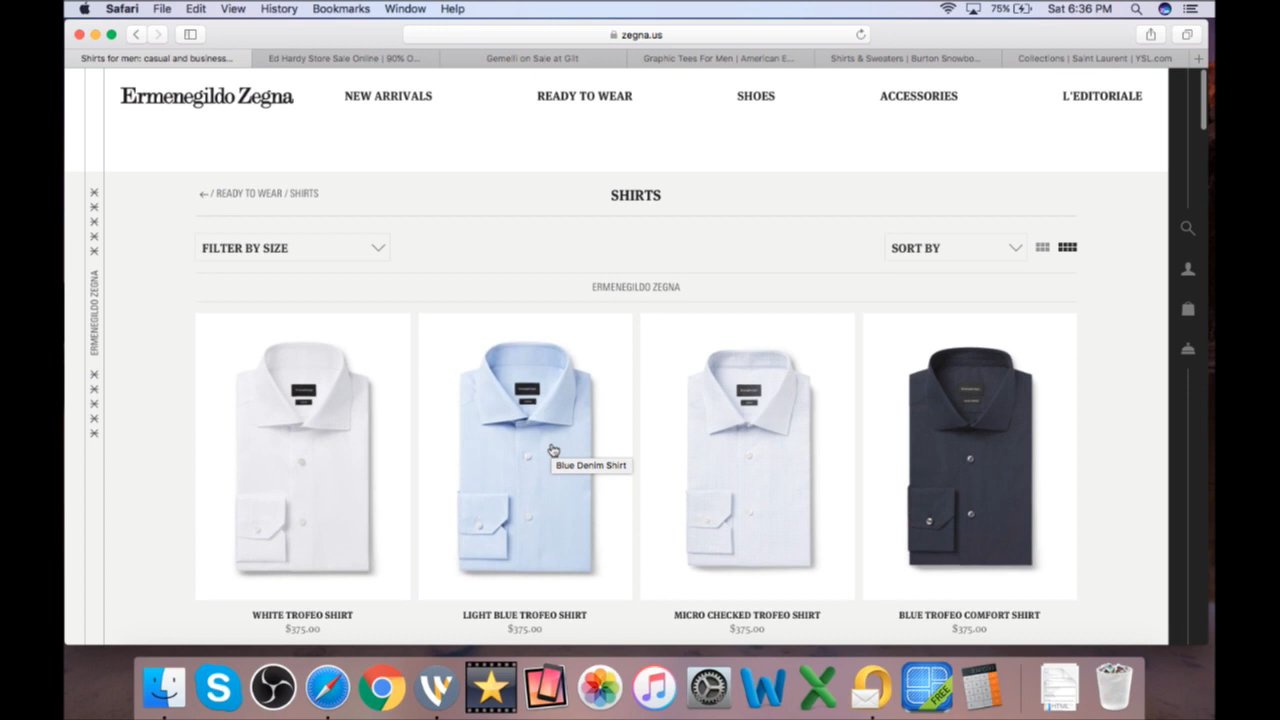 Safari File Edit View History Bookmarks Window Help 75% Sat 6:36 PM
zegna.us
Shirts for men: casual and business... Ed Hardy Store Sale Online | 90% O... Gemelli on Sale at Gilt Graphic Tees For Men | American E... Shirts & Sweaters | Burton Snowbo... Collections | Saint Laurent | YSL.com
Ermenegildo Zegna NEW ARRIVALS READY TO WEAR SHOES ACCESSORIES L'EDITORIALE
/ READY TO WEAR / SHIRTS
SHIRTS
FILTER BY SIZE SORT BY
ERMENEGILDO ZEGNA
ERMENEGILDO ZEGNA
Blue Denim Shirt
WHITE TROFEO SHIRT LIGHT BLUE TROFEO SHIRT MICRO CHECKED TROFEO SHIRT BLUE TROFEO COMFORT SHIRT
$375.00 $375.00 $375.00 $375.00
FREE
HTML